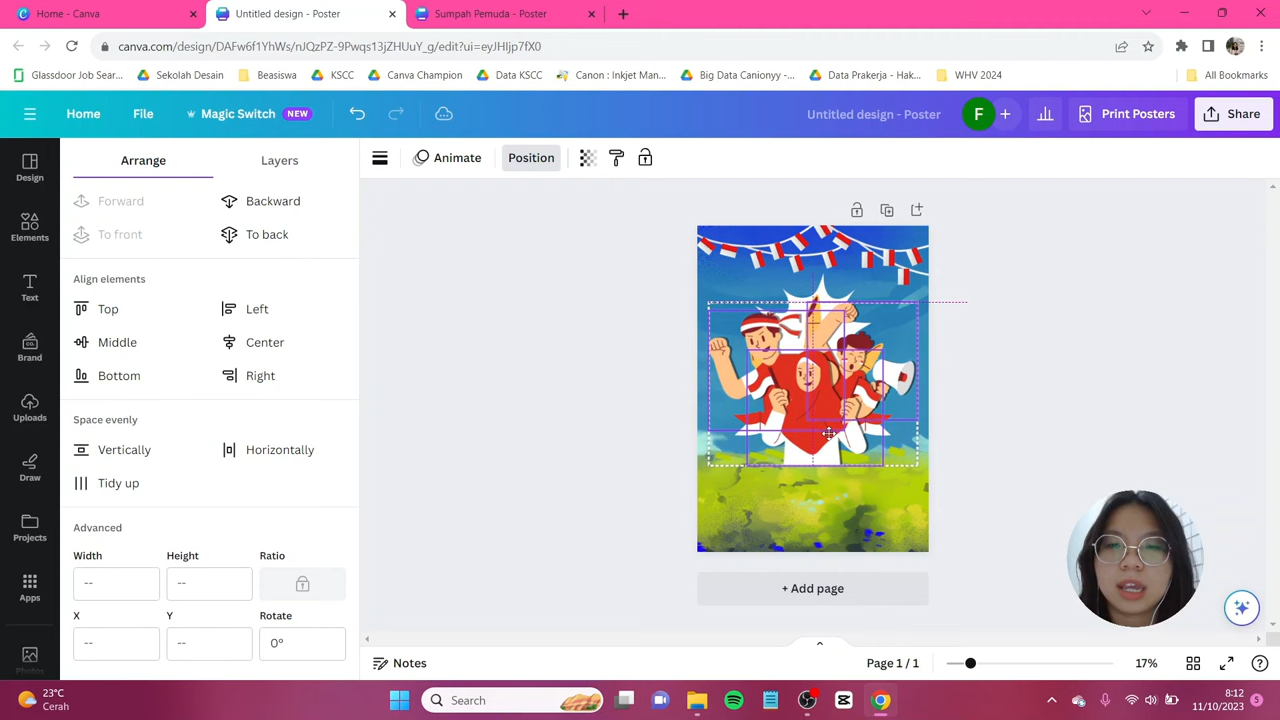 Home - Canva
Untitled design - Poster
Sumpah Pemuda - Poster
canva.com/design/DAFw6f1YhWs/nJQzPZ-9Pwqs13jZHUuY_g/edit?ui=eyJHIjp7fX0
Glassdoor Job Sear...
Sekolah Desain
Beasiswa
KSCC
Canva Champion
Data KSCC
Canon : Inkjet Man...
Big Data Canionyy -...
Data Prakerja - Hak...
WHV 2024
All Bookmarks
Home
File
Magic Switch
NEW
Untitled design - Poster
F
Print Posters
Share
Design
Elements
Text
Brand
Uploads
Draw
Projects
Apps
Photos
Arrange
Layers
Forward
Backward
To front
To back
Align elements
Top
Left
Middle
Center
Bottom
Right
Space evenly
Vertically
Horizontally
Tidy up
Advanced
Width
Height
Ratio
--
--
X
Y
Rotate
--
--
0°
Animate
Position
+ Add page
Notes
Page 1 / 1
17%
23°C
Cerah
Search
8:12
11/10/2023
5